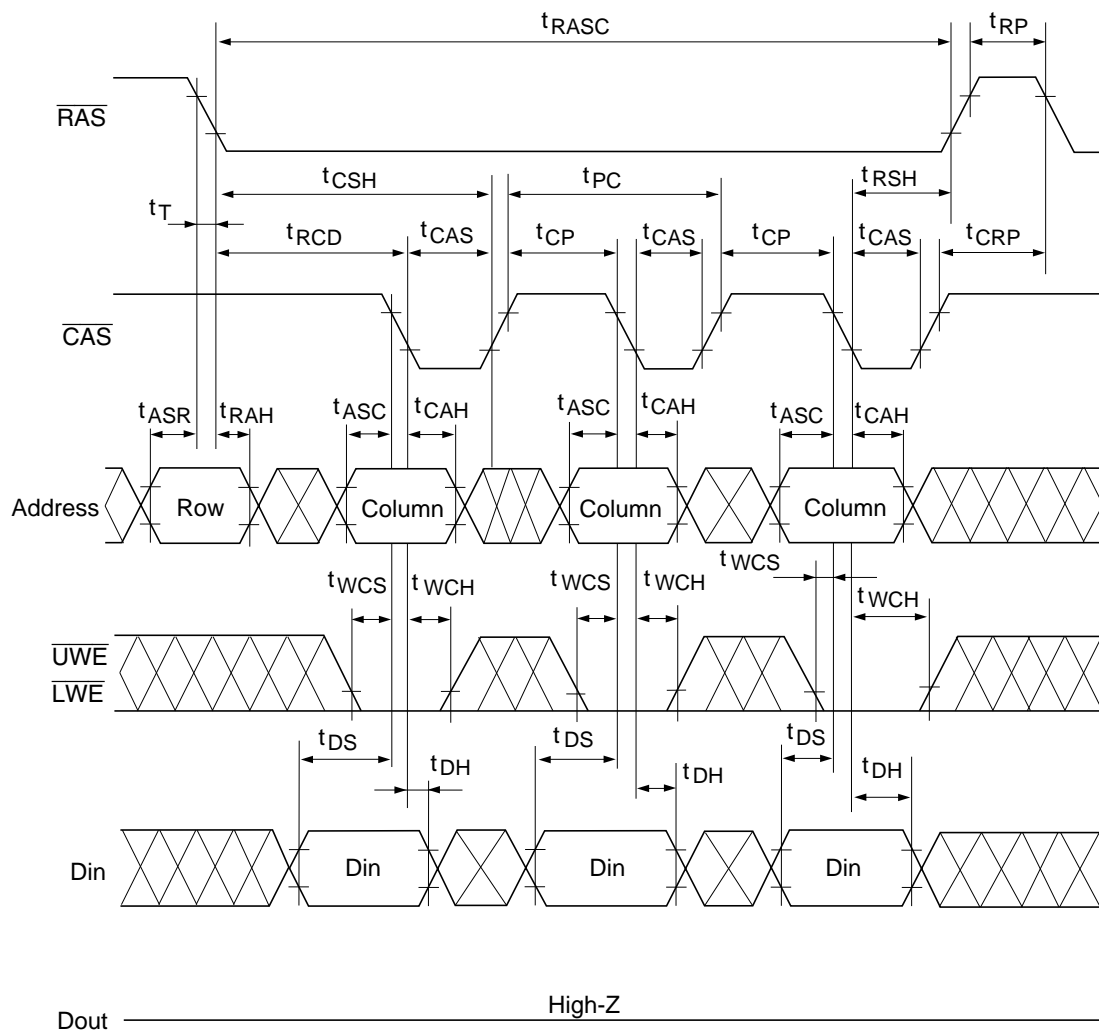 tRASC tRP
RAS
tCSH tPC tRSH
tT
tRCD tCAS tCP tCAS tCP tCAS tCRP
CAS
tASR tRAH tASC tCAH tASC tCAH tASC tCAH
Address Row Column Column Column
tWCS tWCH tWCS tWCH tWCS tWCH
UWE
LWE
tDS tDH tDS tDH tDS tDH
Din Din Din Din
High-Z
Dout